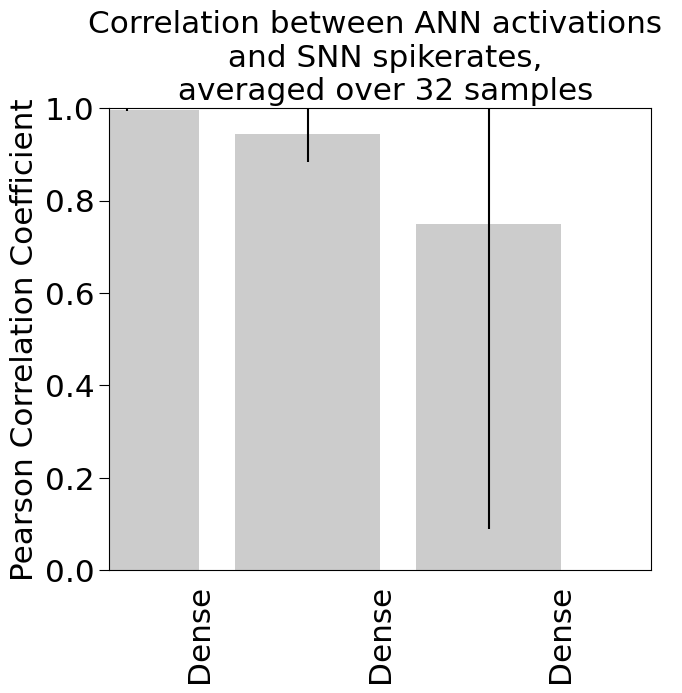 Correlation between ANN activations
and SNN spikerates,
averaged over 32 samples
Pearson Correlation Coefficient
1.0
0.8
0.6
0.4
0.2
0.0
Dense
Dense
Dense